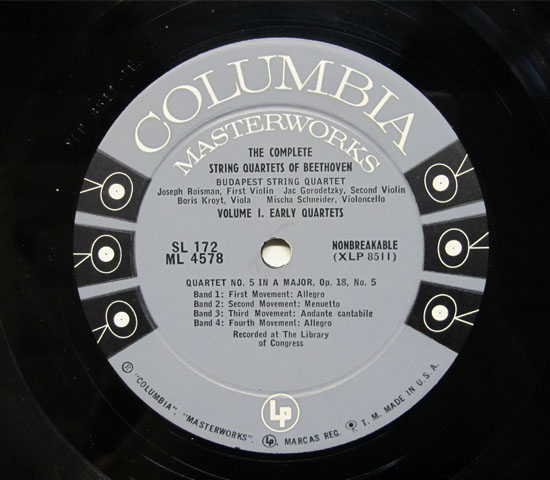 COLUMBIA
MASTERWORKS
THE COMPLETE
STRING QUARTETS OF BEETHOVEN
BUDAPEST STRING QUARTET
Joseph Roisman, First Violin Jac Gorodetzky, Second Violin
Boris Kroyt, Viola Mischa Schneider, Violoncello
VOLUME I. EARLY QUARTETS
SL 172
ML 4578
NONBREAKABLE
(XLP 8511)
QUARTET NO. 5 IN A MAJOR, Op. 18, No. 5
Band 1: First Movement: Allegro
Band 2: Second Movement: Menuetto
Band 3: Third Movement: Andante cantabile
Band 4: Fourth Movement: Allegro
Recorded at The Library
of Congress
LP
"COLUMBIA", "MASTERWORKS", LP, MARCAS REG. T. M. MADE IN U. S. A.